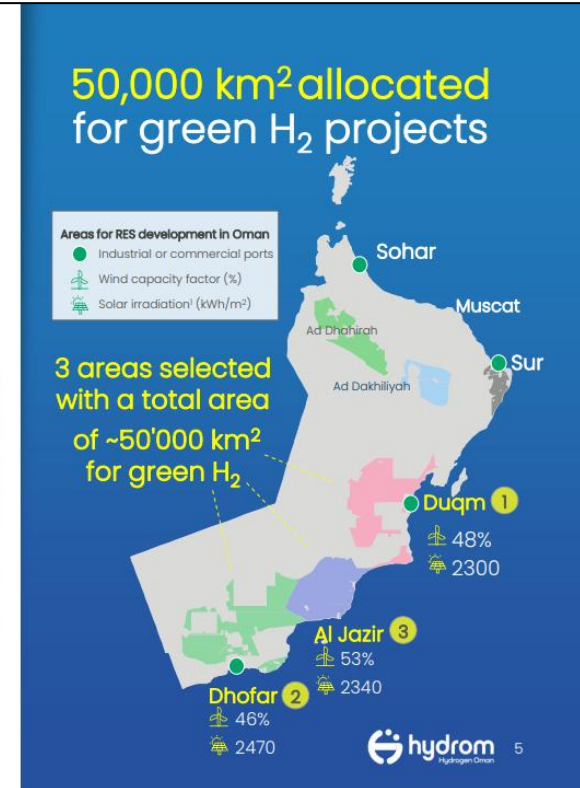 50,000 km² allocated
for green H₂ projects
Areas for RES development in Oman
Industrial or commercial ports
Wind capacity factor (%)
Solar irradiation¹ (kWh/m²)
Sohar
Muscat
Ad Dhahirah
Sur
Ad Dakhiliyah
3 areas selected
with a total area
of ~50'000 km²
for green H₂
Duqm 1
48%
2300
Al Jazir 3
53%
2340
Dhofar 2
46%
2470
hydrom
Hydrogen Oman
5